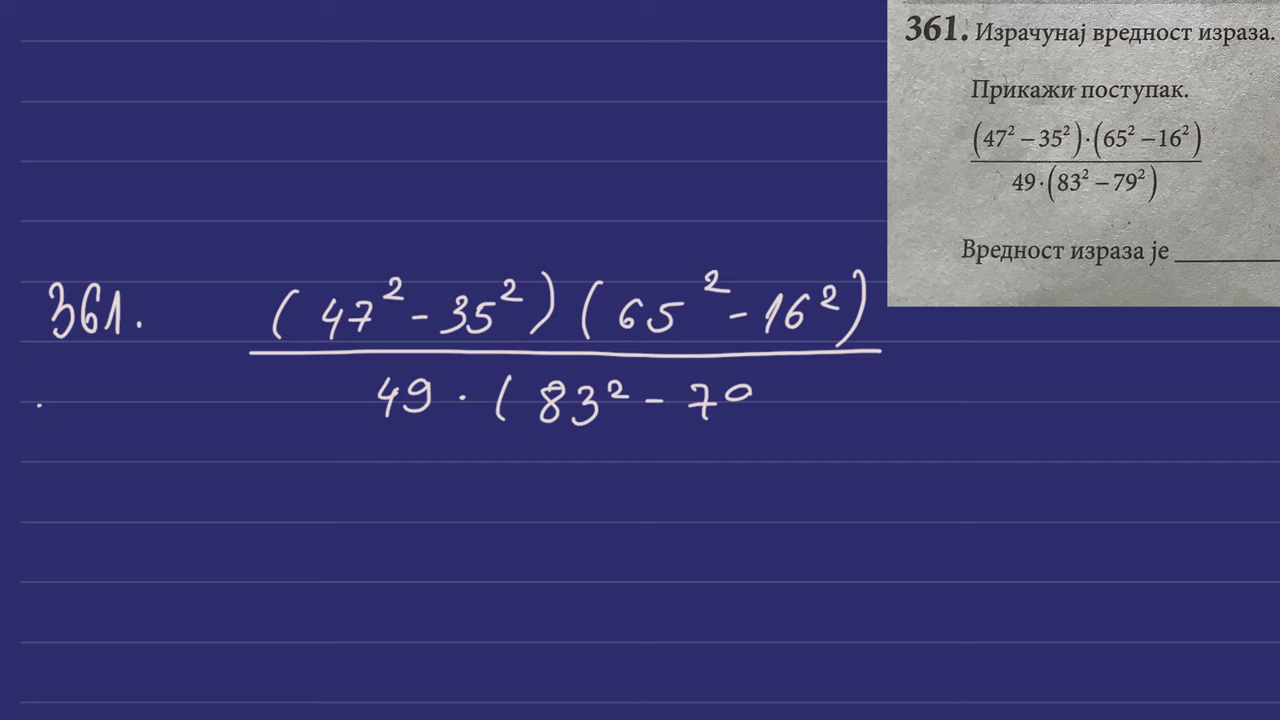 361. Израчунај вредност израза.
Прикажи поступак.
(47² – 35²)·(65² – 16²)
49·(83² – 79²)
Вредност израза је ________
361. (47² - 35²) (65² - 16²)
49 · (83² - 7